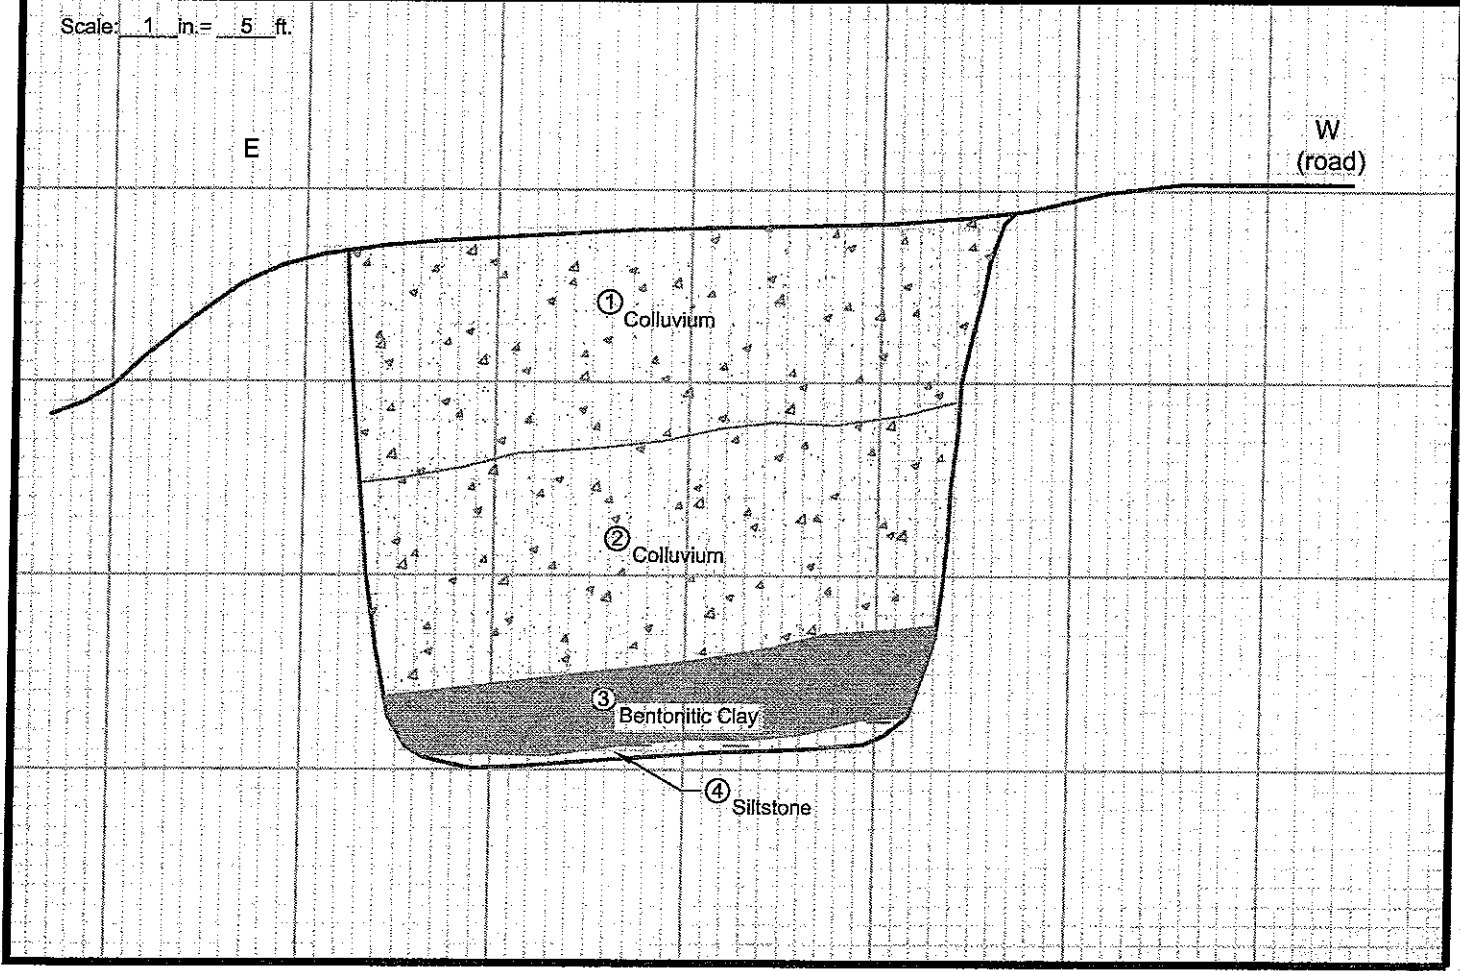 Scale: 1 in.= 5 ft.
E
W
(road)
① Colluvium
② Colluvium
③ Bentonitic Clay
④ Siltstone